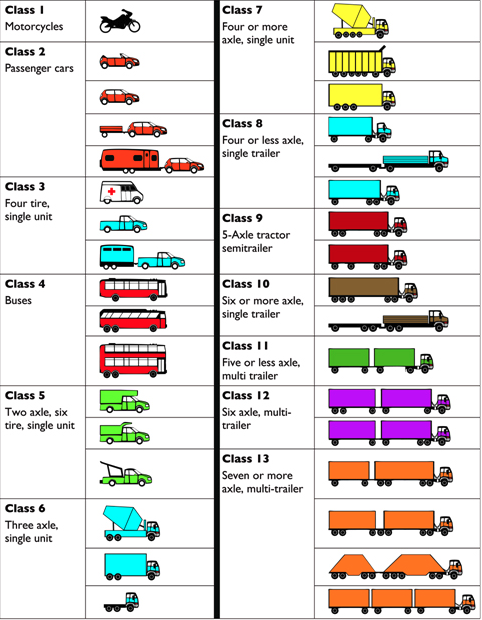 Class 1
Motorcycles
Class 2
Passenger cars
Class 3
Four tire,
single unit
Class 4
Buses
Class 5
Two axle, six
tire, single unit
Class 6
Three axle,
single unit
Class 7
Four or more
axle, single unit
Class 8
Four or less axle,
single trailer
Class 9
5-Axle tractor
semitrailer
Class 10
Six or more axle,
single trailer
Class 11
Five or less axle,
multi trailer
Class 12
Six axle, multi-
trailer
Class 13
Seven or more
axle, multi-trailer